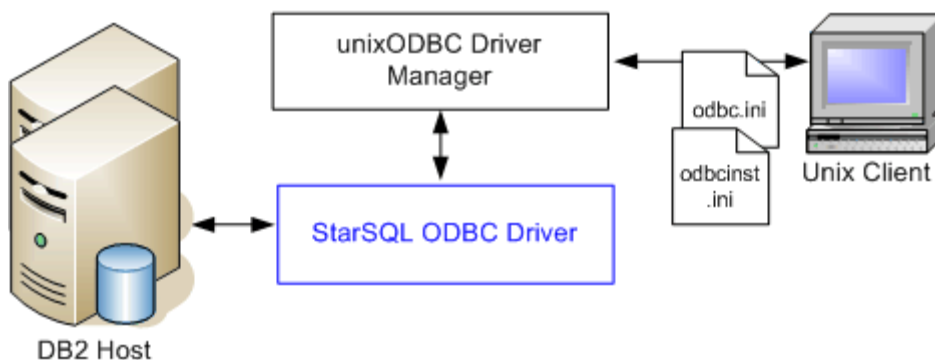 unixODBC Driver
Manager
odbc.ini
odbcinst
.ini
Unix Client
StarSQL ODBC Driver
DB2 Host